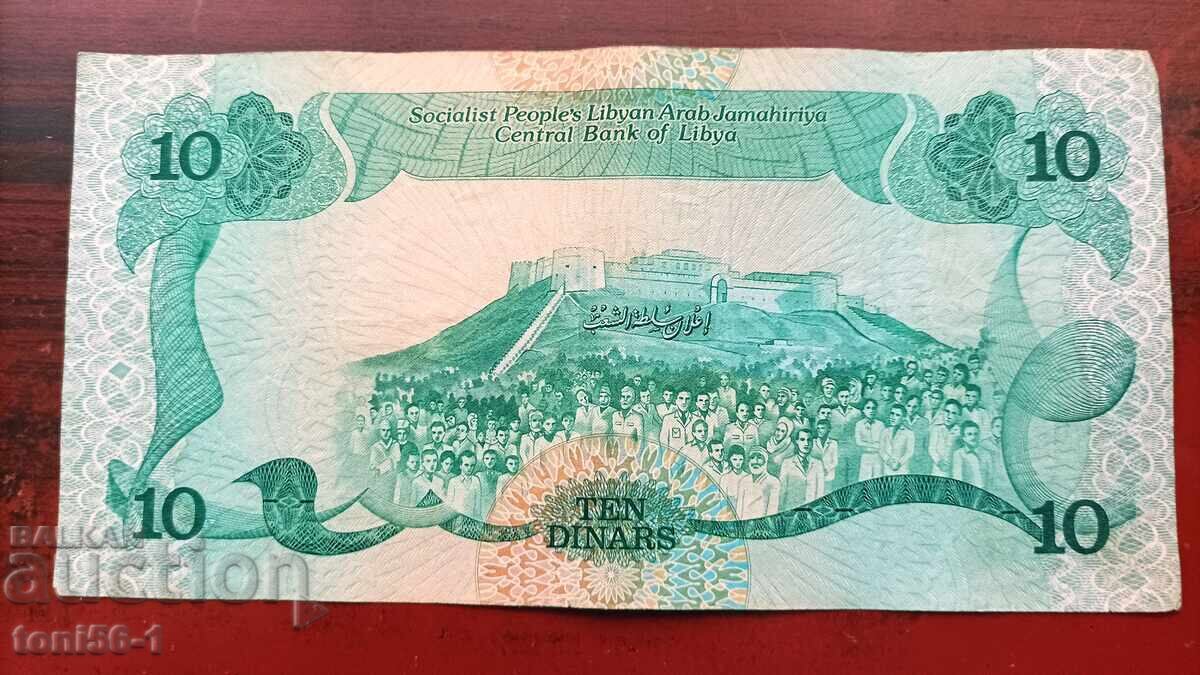 Socialist People's Libyan Arab Jamahiriya
Central Bank of Libya
10
10
إعلان سلطة الشعب
10
TEN
DINARS
10
BALKAN
auction
toni56-1